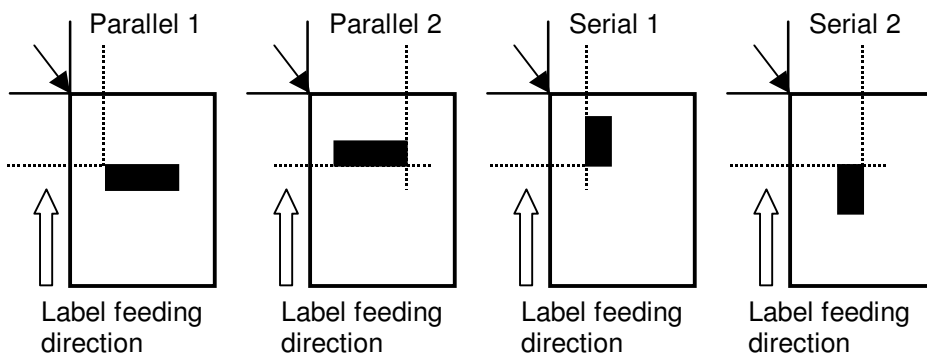 Parallel 1
Parallel 2
Serial 1
Serial 2
Label feeding
direction
Label feeding
direction
Label feeding
direction
Label feeding
direction